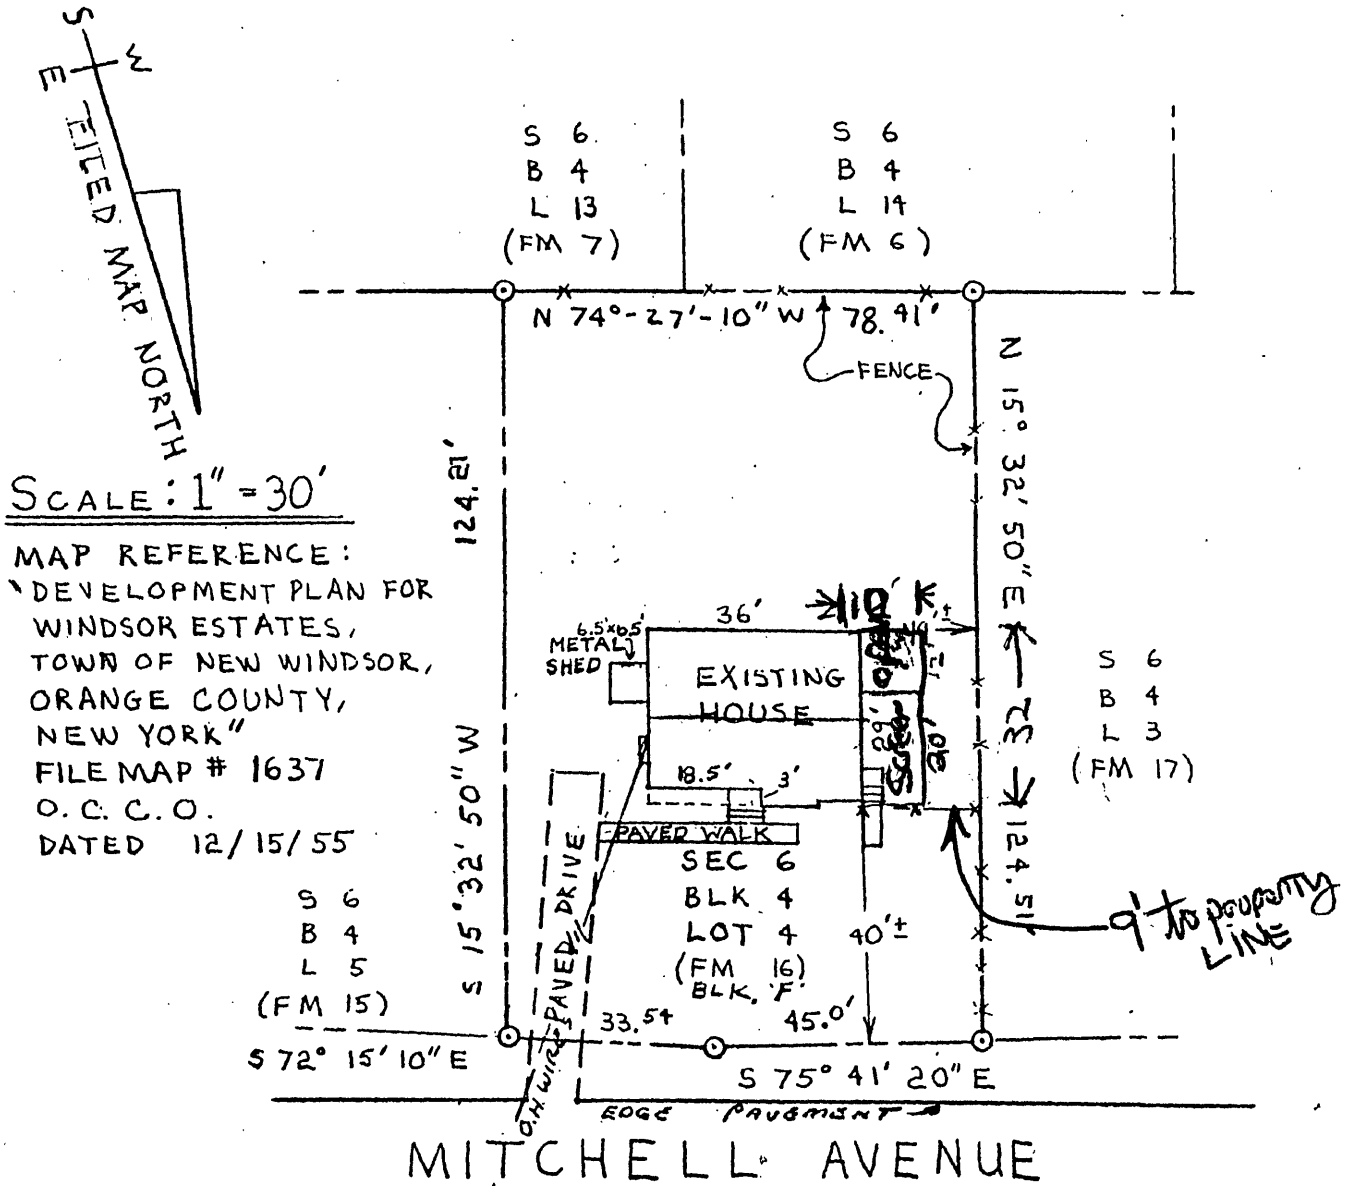 S
W
E
FILED MAP NORTH
S 6
B 4
L 13
(FM 7)
S 6
B 4
L 14
(FM 6)
N 74°-27'-10" W 78.41'
FENCE
N 15° 32' 50" E
124.51'
124.21'
S 15° 32' 50" W
SCALE: 1" = 30'
MAP REFERENCE:
"DEVELOPMENT PLAN FOR
WINDSOR ESTATES,
TOWN OF NEW WINDSOR,
ORANGE COUNTY,
NEW YORK"
FILE MAP # 1637
O. C. C. O.
DATED 12/15/55
36'
10'
6.5'x6.5'
METAL
SHED
EXISTING
HOUSE
29'
20'
32
18.5'
3'
PAVED WALK
PAVED DRIVE
O.H. WIRES
SEC 6
BLK 4
LOT 4
(FM 16)
BLK. 'F'
40'±
S 6
B 4
L 3
(FM 17)
9' to property
LINE
S 6
B 4
L 5
(FM 15)
33.54
45.0'
S 72° 15' 10" E
S 75° 41' 20" E
EDGE PAVEMENT
MITCHELL AVENUE